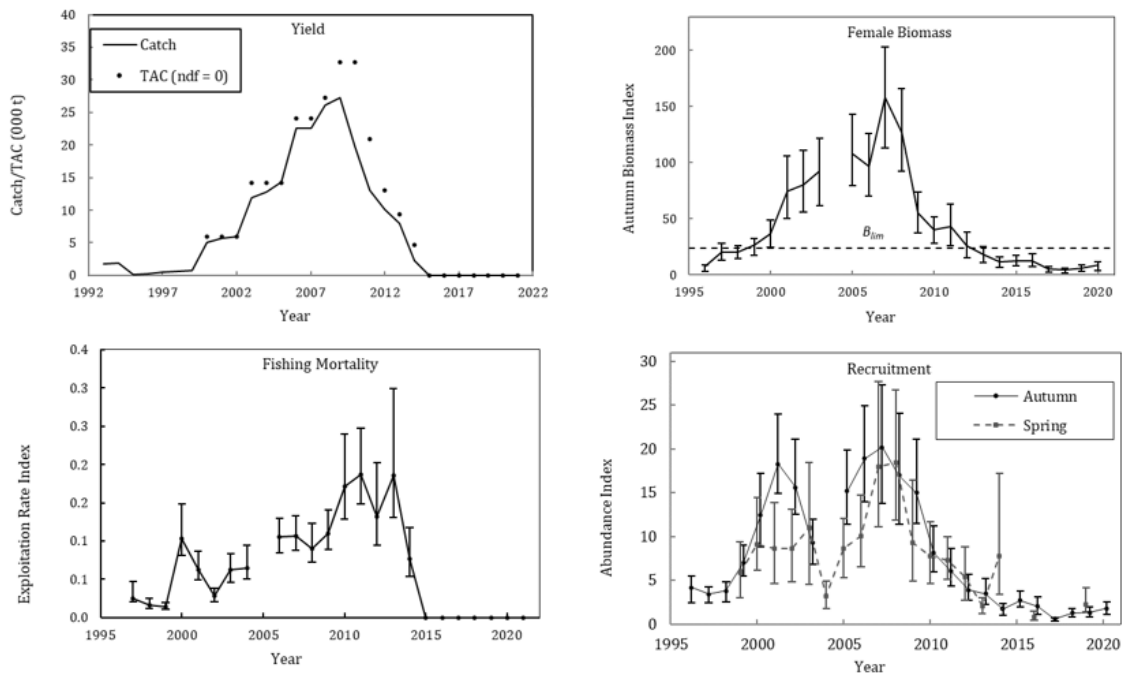 Yield
Catch
TAC (ndf = 0)
Catch/TAC (000 t)
40
35
30
25
20
15
10
5
0
1992 1997 2002 2007 2012 2017 2022
Year
Female Biomass
Autumn Biomass Index
200
150
100
50
0
Blim
1995 2000 2005 2010 2015 2020
Year
Fishing Mortality
Exploitation Rate Index
0.4
0.3
0.3
0.2
0.2
0.1
0.1
0.0
1995 2000 2005 2010 2015 2020
Year
Recruitment
Autumn
Spring
Abundance Index
30
25
20
15
10
5
0
1995 2000 2005 2010 2015 2020
Year